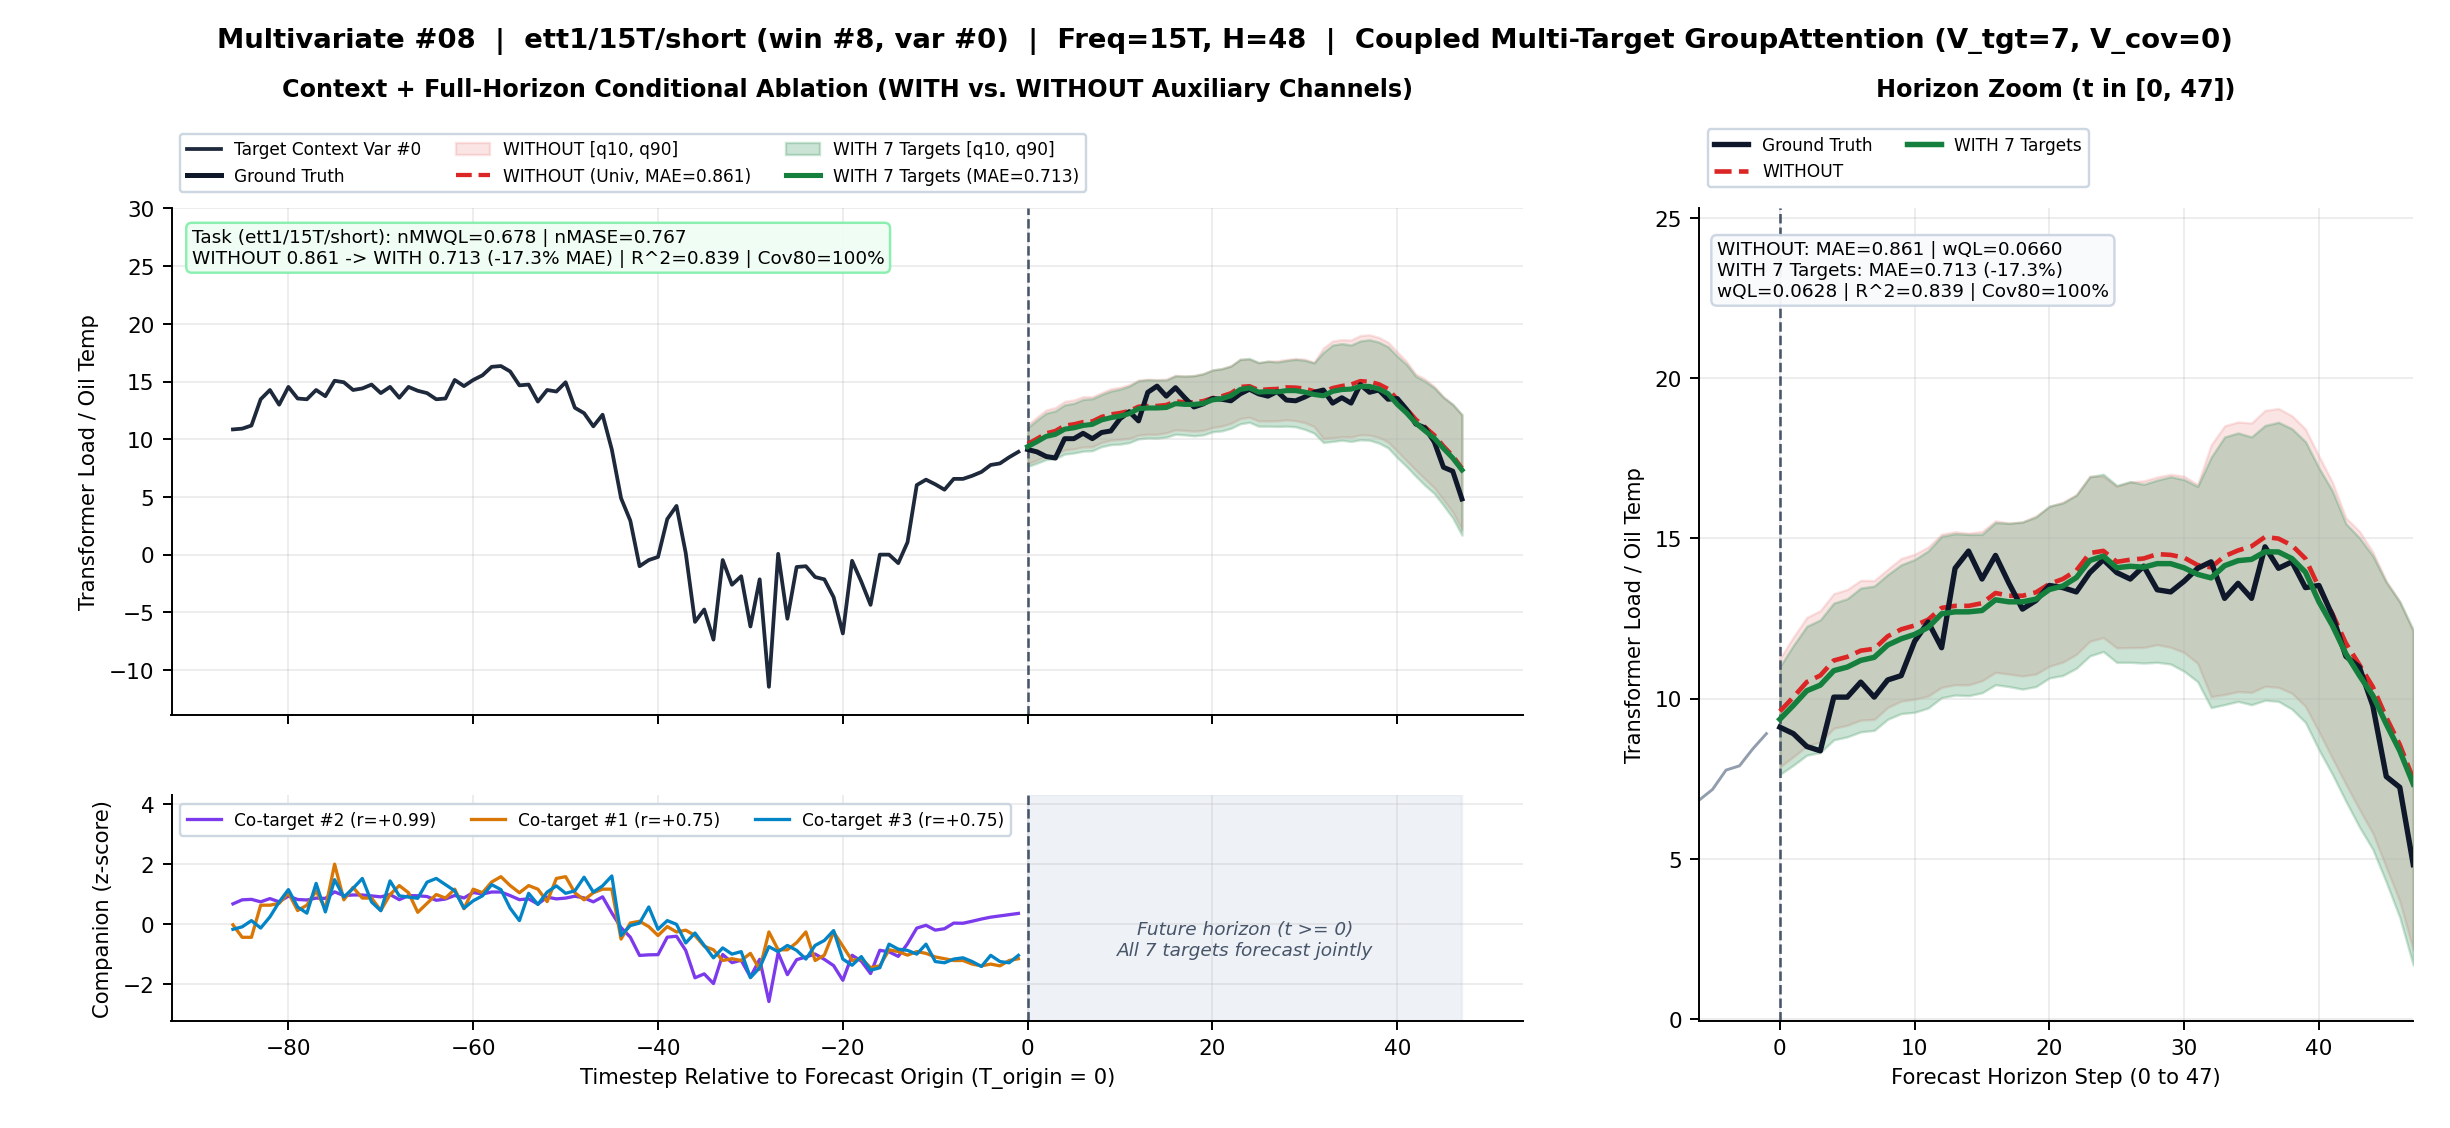 Multivariate #08 | ett1/15T/short (win #8, var #0) | Freq=15T, H=48 | Coupled Multi-Target GroupAttention (V_tgt=7, V_cov=0)
Context + Full-Horizon Conditional Ablation (WITH vs. WITHOUT Auxiliary Channels)
Target Context Var #0
Ground Truth
WITHOUT [q10, q90]
WITHOUT (Univ, MAE=0.861)
WITH 7 Targets [q10, q90]
WITH 7 Targets (MAE=0.713)
Task (ett1/15T/short): nMWQL=0.678 | nMASE=0.767
WITHOUT 0.861 -> WITH 0.713 (-17.3% MAE) | R^2=0.839 | Cov80=100%
Transformer Load / Oil Temp
30
25
20
15
10
5
0
−5
−10
Co-target #2 (r=+0.99)
Co-target #1 (r=+0.75)
Co-target #3 (r=+0.75)
Companion (z-score)
4
2
0
−2
Future horizon (t >= 0)
All 7 targets forecast jointly
−80
−60
−40
−20
0
20
40
Timestep Relative to Forecast Origin (T_origin = 0)
Horizon Zoom (t in [0, 47])
Ground Truth
WITHOUT
WITH 7 Targets
WITHOUT: MAE=0.861 | wQL=0.0660
WITH 7 Targets: MAE=0.713 (-17.3%)
wQL=0.0628 | R^2=0.839 | Cov80=100%
Transformer Load / Oil Temp
25
20
15
10
5
0
0
10
20
30
40
Forecast Horizon Step (0 to 47)